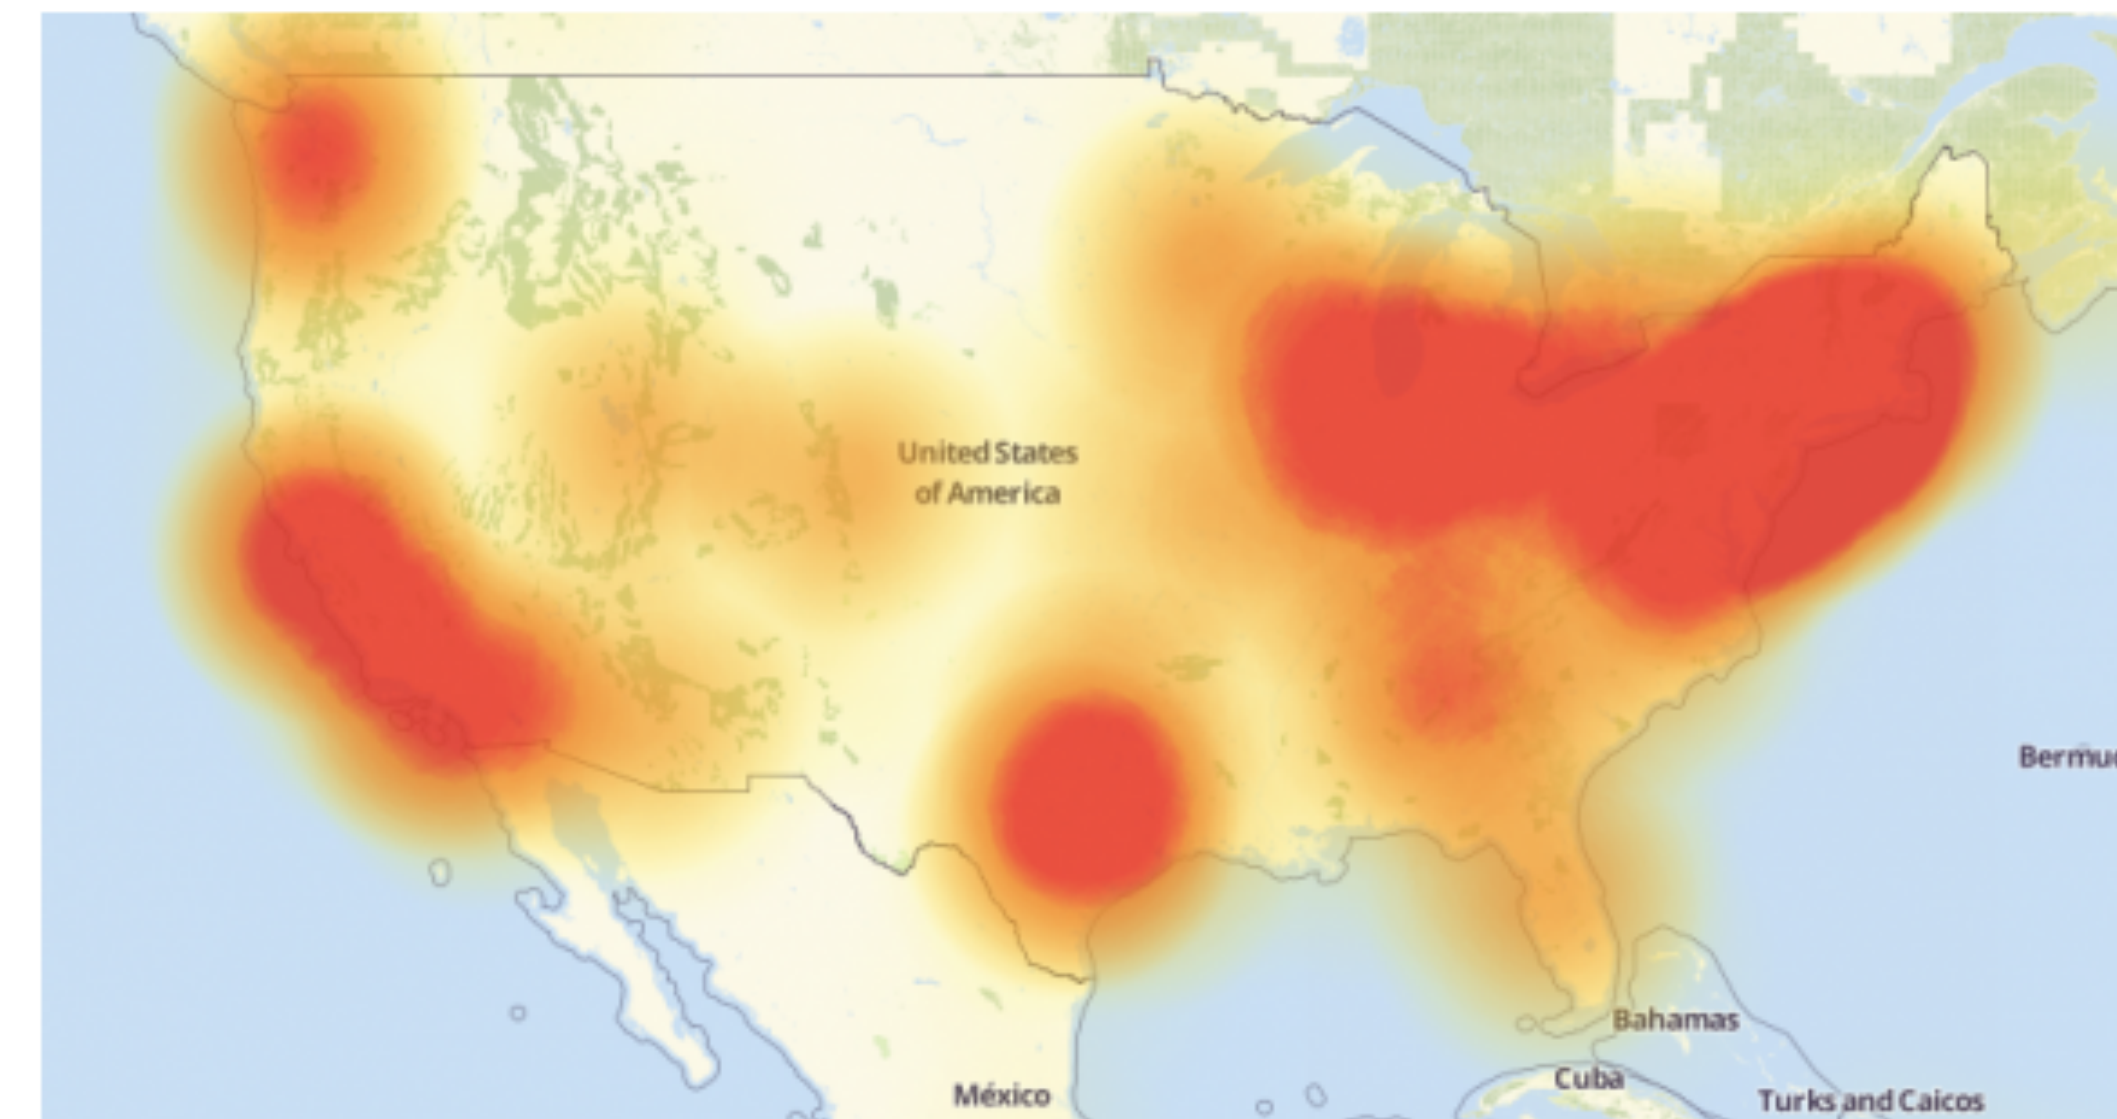 United States
of America
Bermu
Bahamas
Cuba
México
Turks and Caicos